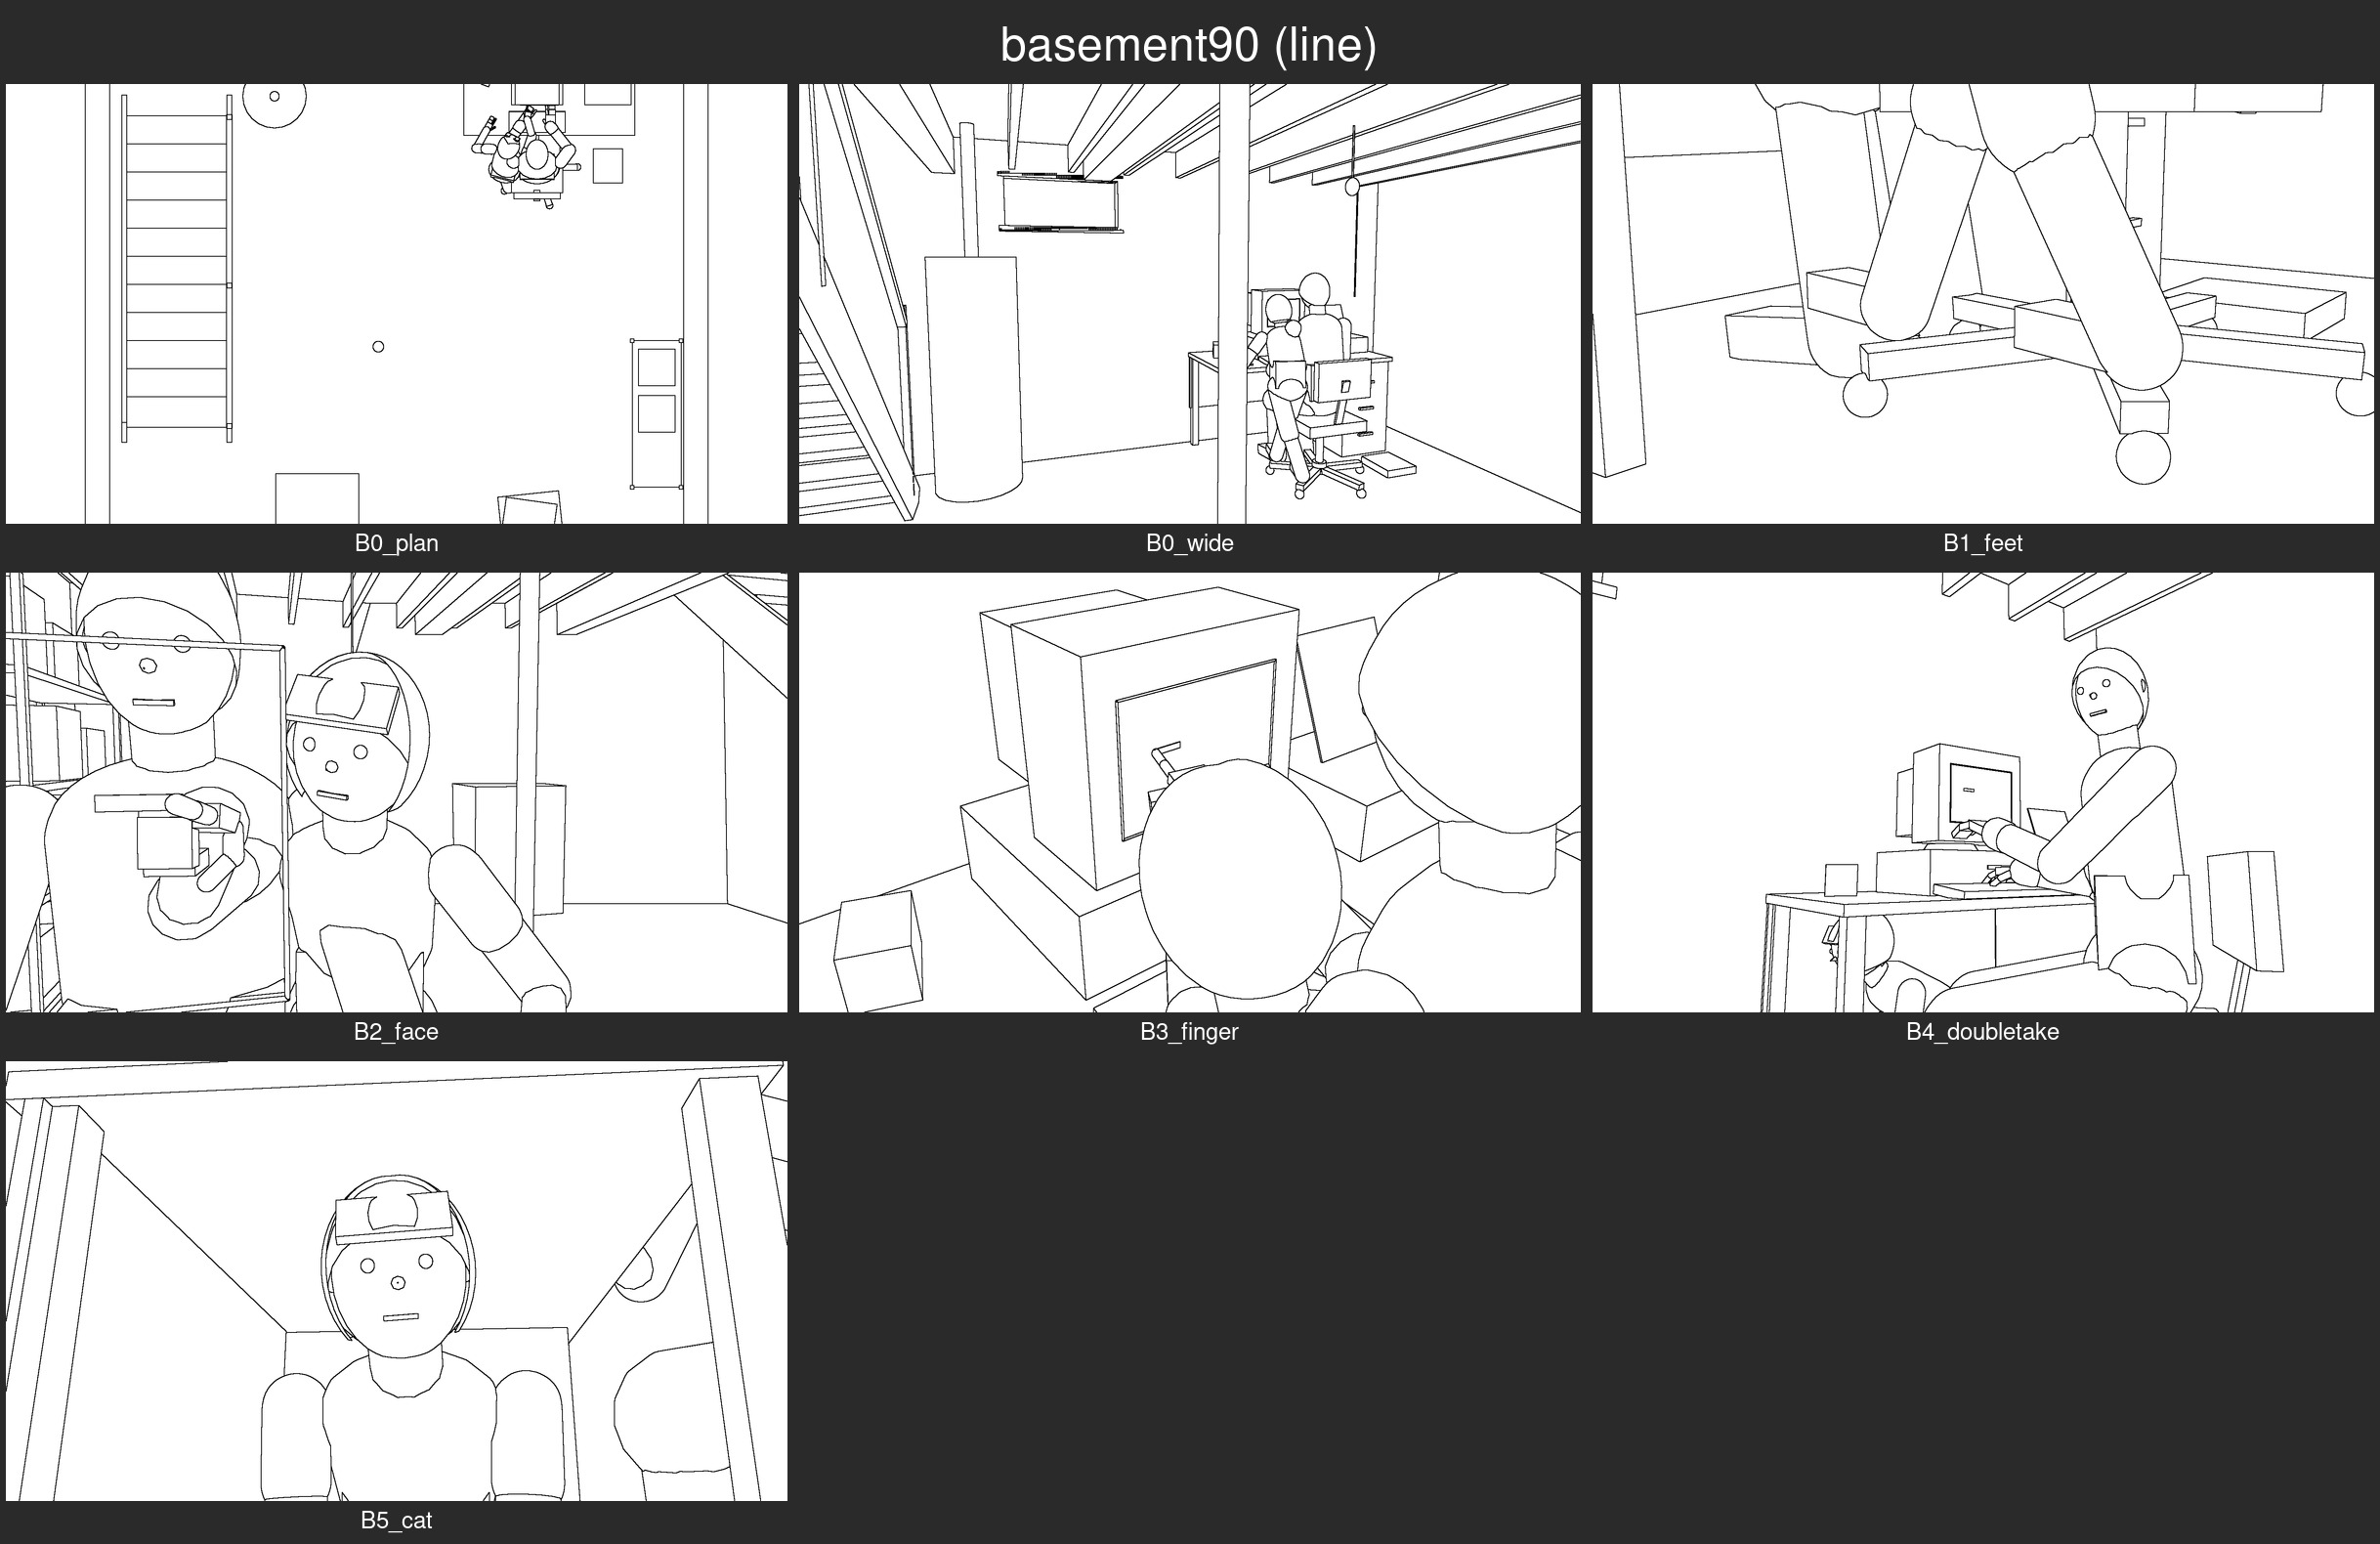 basement90 (line)
B0_plan
B0_wide
B1_feet
B2_face
B3_finger
B4_doubletake
B5_cat